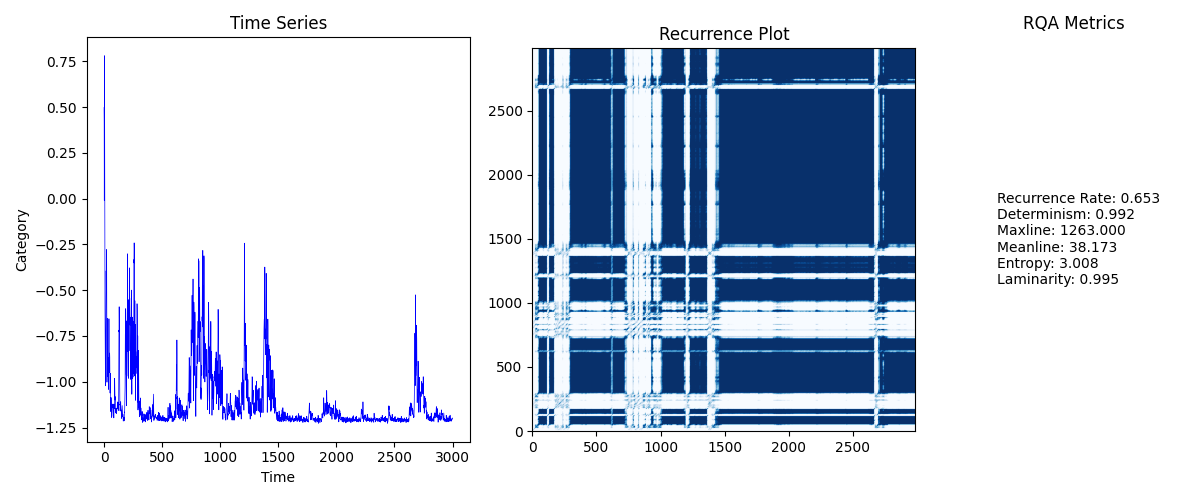 Time Series
Recurrence Plot
RQA Metrics
0.75
0.50
0.25
0.00
−0.25
−0.50
−0.75
−1.00
−1.25
Category
0
500
1000
1500
2000
2500
3000
Time
2500
2000
1500
1000
500
0
0
500
1000
1500
2000
2500
Recurrence Rate: 0.653
Determinism: 0.992
Maxline: 1263.000
Meanline: 38.173
Entropy: 3.008
Laminarity: 0.995